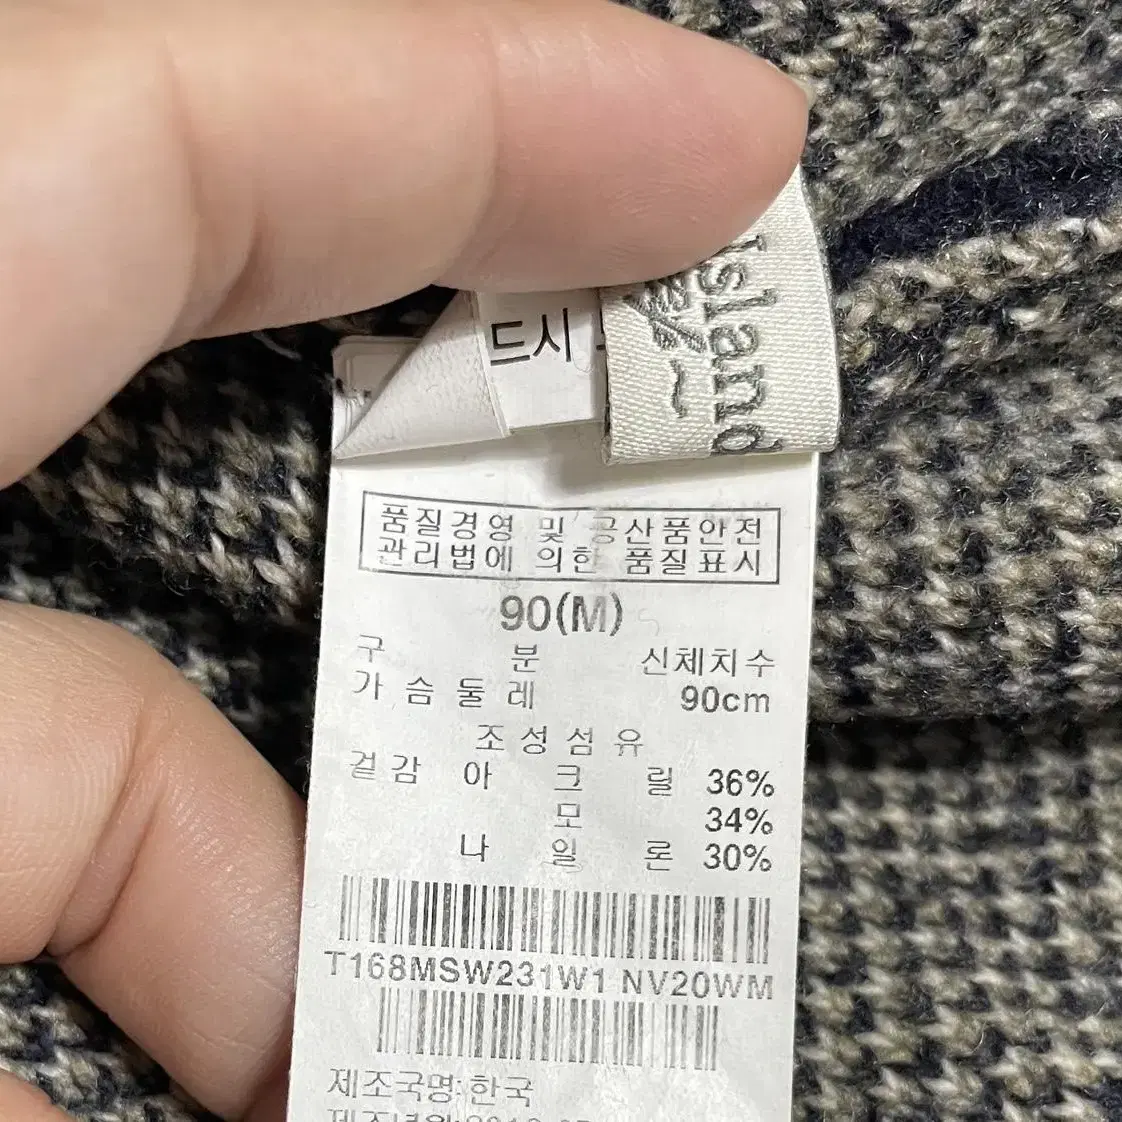 Island
드시
품질경영 및 공산품안전
관리법에 의한 품질표시
90(M)
구 분 신체치수
가슴둘레 90cm
조성섬유
겉감 아크릴 36%
모 34%
나일론 30%
T168MSW231W1 NV20WM
제조국명:한국